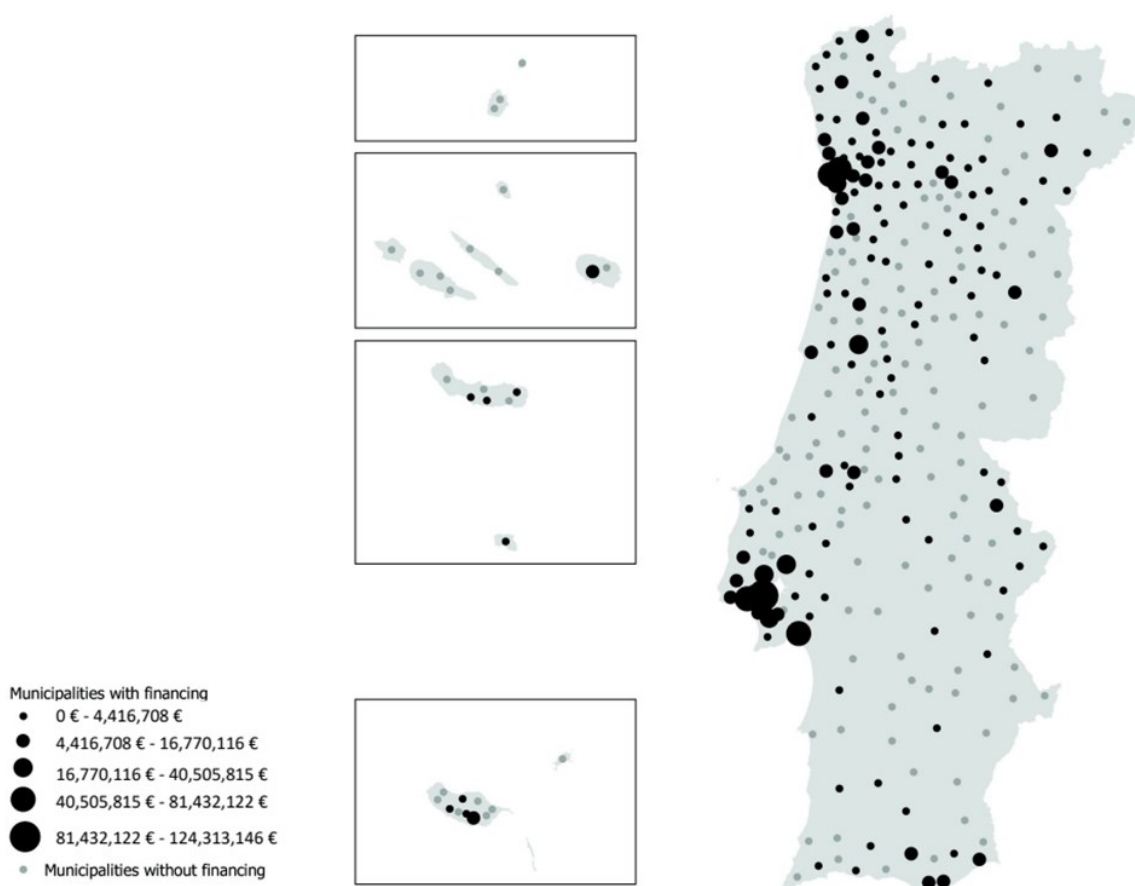 Municipalities with financing
0 € - 4,416,708 €
4,416,708 € - 16,770,116 €
16,770,116 € - 40,505,815 €
40,505,815 € - 81,432,122 €
81,432,122 € - 124,313,146 €
Municipalities without financing